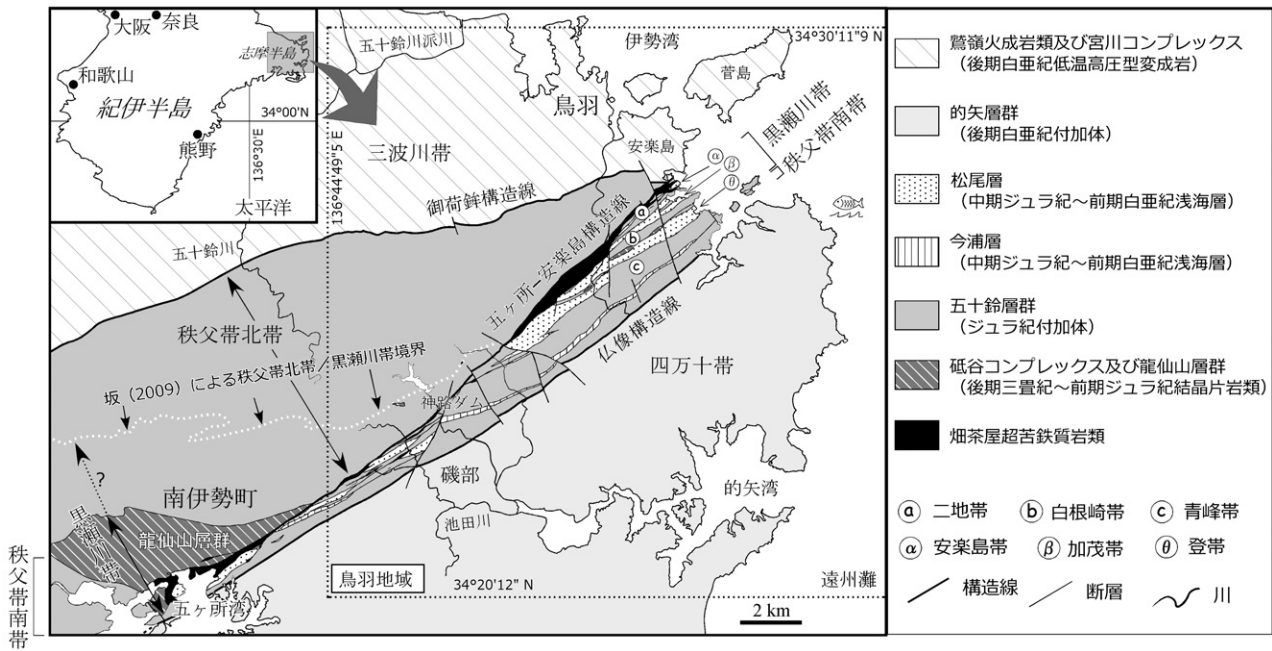 大阪
奈良
志摩半島
和歌山
紀伊半島
34°00'N
熊野
136°30'E
太平洋
五十鈴川派川
伊勢湾
34°30'11"9 N
菅島
鳥羽
黒瀬川帯
秩父帯南帯
136°44'49"5 E
三波川帯
安楽島
α
β
θ
御荷鉾構造線
五十鈴川
五ヶ所−安楽島構造線
a
b
c
秩父帯北帯
仏像構造線
四万十帯
坂（2009）による秩父帯北帯／黒瀬川帯境界
神路ダム
?
南伊勢町
磯部
的矢湾
黒瀬川帯
龍仙山層群
池田川
秩父帯南帯
五ヶ所湾
鳥羽地域
34°20'12" N
遠州灘
2 km
鷲嶺火成岩類及び宮川コンプレックス
（後期白亜紀低温高圧型変成岩）
的矢層群
（後期白亜紀付加体）
松尾層
（中期ジュラ紀～前期白亜紀浅海層）
今浦層
（中期ジュラ紀～前期白亜紀浅海層）
五十鈴層群
（ジュラ紀付加体）
砥谷コンプレックス及び龍仙山層群
（後期三畳紀～前期ジュラ紀結晶片岩類）
畑茶屋超苦鉄質岩類
a 二地帯
b 白根崎帯
c 青峰帯
α 安楽島帯
β 加茂帯
θ 登帯
構造線
断層
川